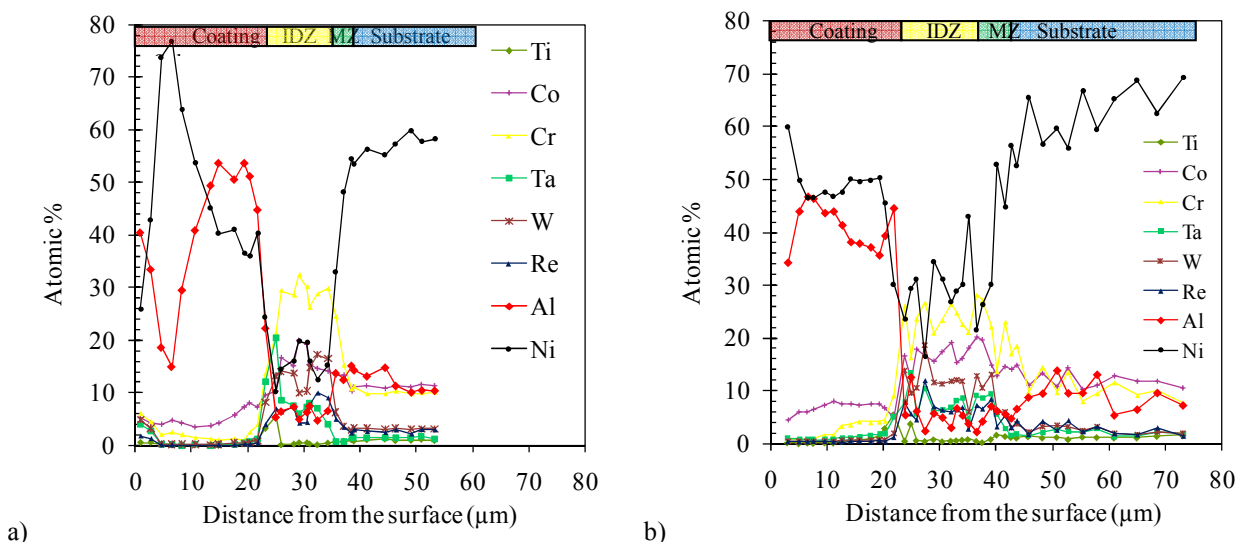 Coating IDZ MZ Substrate
80
70
60
50
40
30
20
10
0
Atomic %
0 10 20 30 40 50 60 70 80
Distance from the surface (µm)
Ti
Co
Cr
Ta
W
Re
Al
Ni
a)
Coating IDZ MZ Substrate
80
70
60
50
40
30
20
10
0
Atomic %
0 10 20 30 40 50 60 70 80
Distance from the surface (µm)
Ti
Co
Cr
Ta
W
Re
Al
Ni
b)